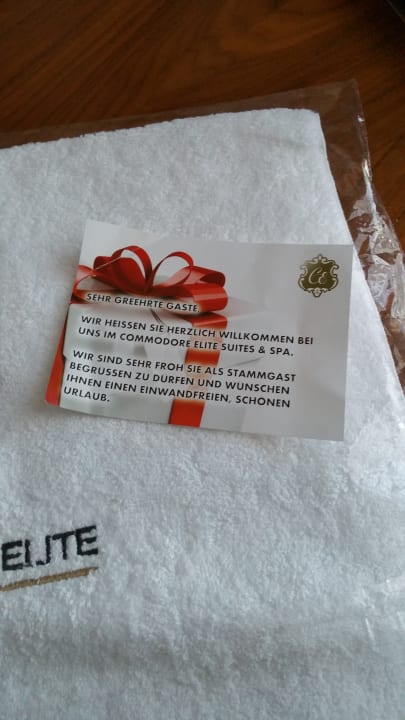 CE
SEHR GREEHRTE GASTE,
WIR HEISSEN SIE HERZLICH WILLKOMMEN BEI
UNS IM COMMODORE ELITE SUITES & SPA.
WIR SIND SEHR FROH SIE ALS STAMMGAST
BEGRUSSEN ZU DURFEN UND WUNSCHEN
IHNEN EINEN EINWANDFREIEN, SCHONEN
URLAUB.
ELITE